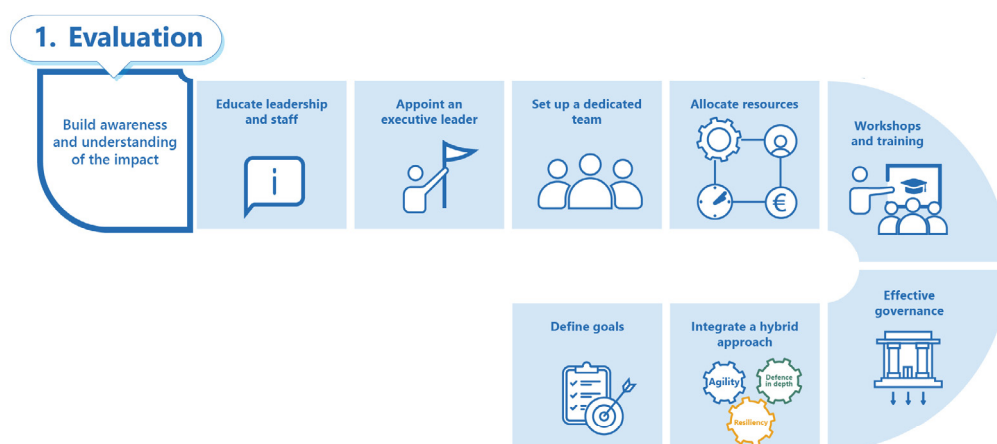 1. Evaluation
Build awareness
and understanding
of the impact
Educate leadership
and staff
i
Appoint an
executive leader
Set up a dedicated
team
Allocate resources
€
Workshops
and training
Effective
governance
Integrate a hybrid
approach
Agility
Defence
in depth
Resiliency
Define goals